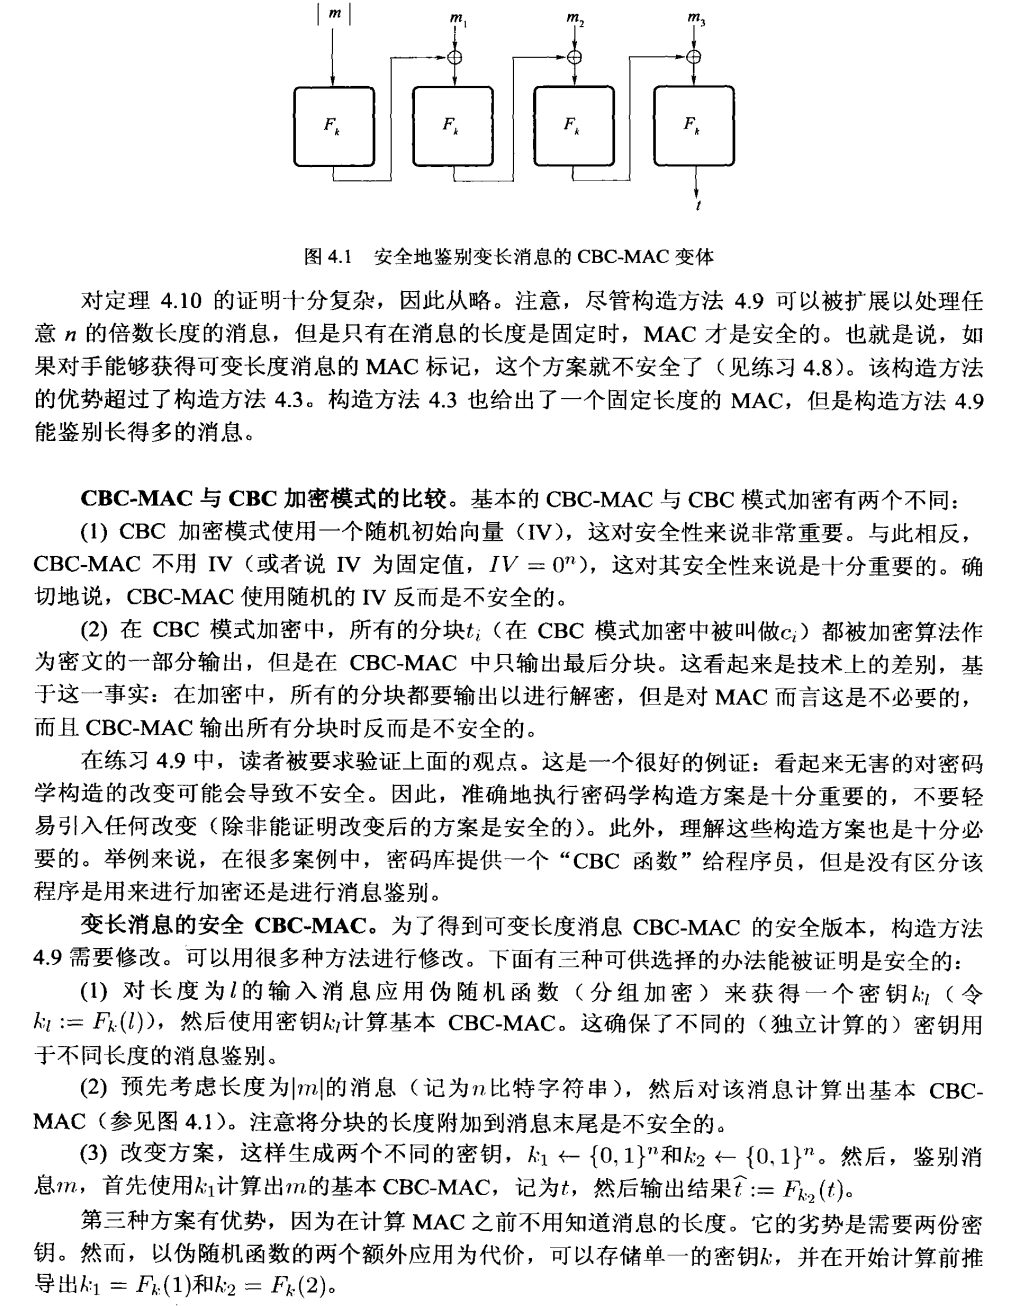 |m| m₁ m₂ m₃
Fₖ Fₖ Fₖ Fₖ
t
图 4.1 安全地鉴别变长消息的 CBC-MAC 变体
对定理 4.10 的证明十分复杂，因此从略。注意，尽管构造方法 4.9 可以被扩展以处理任
意 n 的倍数长度的消息，但是只有在消息的长度是固定时，MAC 才是安全的。也就是说，如
果对手能够获得可变长度消息的 MAC 标记，这个方案就不安全了（见练习 4.8）。该构造方法
的优势超过了构造方法 4.3。构造方法 4.3 也给出了一个固定长度的 MAC，但是构造方法 4.9
能鉴别长得多的消息。
CBC-MAC 与 CBC 加密模式的比较。基本的 CBC-MAC 与 CBC 模式加密有两个不同：
(1) CBC 加密模式使用一个随机初始向量（IV），这对安全性来说非常重要。与此相反，
CBC-MAC 不用 IV（或者说 IV 为固定值，IV = 0ⁿ），这对其安全性来说是十分重要的。确
切地说，CBC-MAC 使用随机的 IV 反而是不安全的。
(2) 在 CBC 模式加密中，所有的分块tᵢ（在 CBC 模式加密中被叫做cᵢ）都被加密算法作
为密文的一部分输出，但是在 CBC-MAC 中只输出最后分块。这看起来是技术上的差别，基
于这一事实：在加密中，所有的分块都要输出以进行解密，但是对 MAC 而言这是不必要的，
而且 CBC-MAC 输出所有分块时反而是不安全的。
在练习 4.9 中，读者被要求验证上面的观点。这是一个很好的例证：看起来无害的对密码
学构造的改变可能会导致不安全。因此，准确地执行密码学构造方案是十分重要的，不要轻
易引入任何改变（除非能证明改变后的方案是安全的）。此外，理解这些构造方案也是十分必
要的。举例来说，在很多案例中，密码库提供一个“CBC 函数”给程序员，但是没有区分该
程序是用来进行加密还是进行消息鉴别。
变长消息的安全 CBC-MAC。为了得到可变长度消息 CBC-MAC 的安全版本，构造方法
4.9 需要修改。可以用很多种方法进行修改。下面有三种可供选择的办法能被证明是安全的：
(1) 对长度为l的输入消息应用伪随机函数（分组加密）来获得一个密钥kₗ（令
kₗ := Fₖ(l)），然后使用密钥kₗ计算基本 CBC-MAC。这确保了不同的（独立计算的）密钥用
于不同长度的消息鉴别。
(2) 预先考虑长度为|m|的消息（记为n比特字符串），然后对该消息计算出基本 CBC-
MAC（参见图 4.1）。注意将分块的长度附加到消息末尾是不安全的。
(3) 改变方案，这样生成两个不同的密钥，k₁ ← {0,1}ⁿ和k₂ ← {0,1}ⁿ。然后，鉴别消
息m，首先使用k₁计算出m的基本 CBC-MAC，记为t，然后输出结果t̂ := Fₖ₂(t)。
第三种方案有优势，因为在计算 MAC 之前不用知道消息的长度。它的劣势是需要两份密
钥。然而，以伪随机函数的两个额外应用为代价，可以存储单一的密钥k，并在开始计算前推
导出k₁ = Fₖ(1)和k₂ = Fₖ(2)。